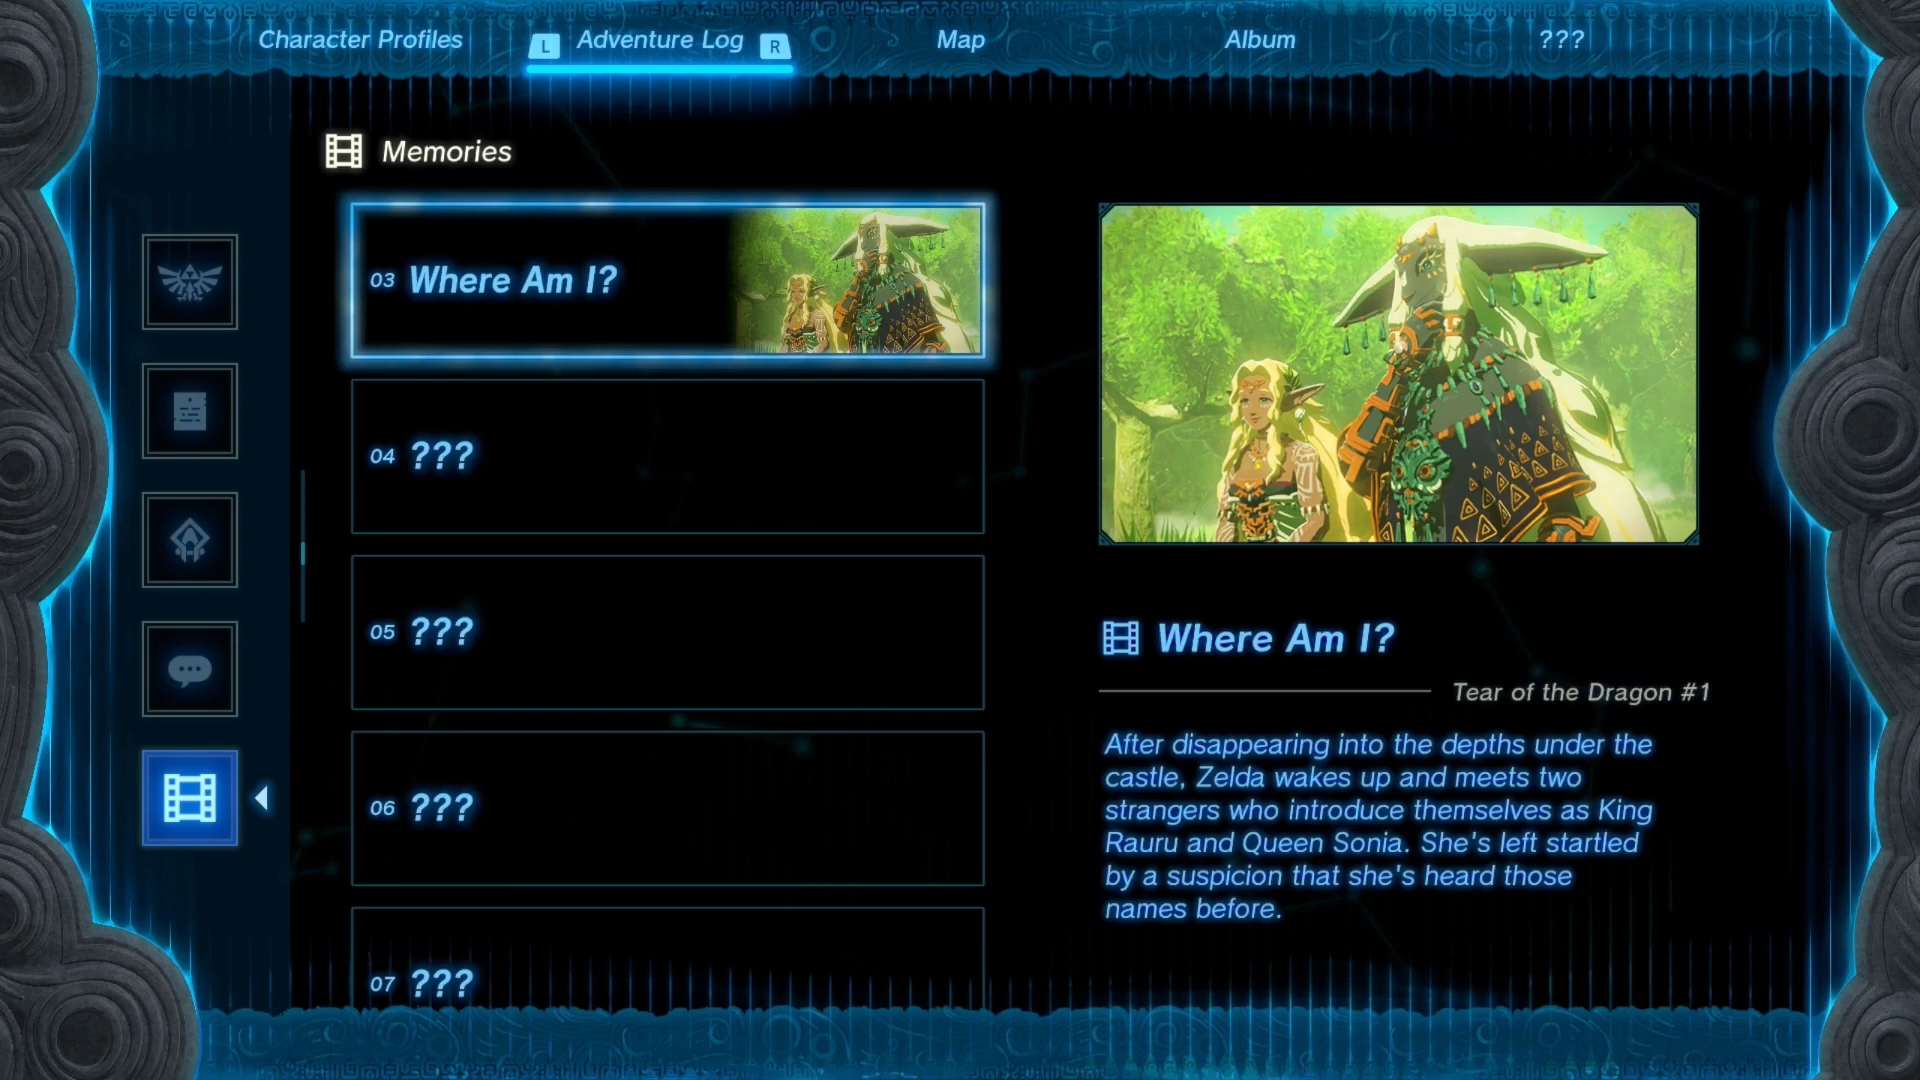 Character Profiles
L Adventure Log R
Map
Album
???
Memories
03 Where Am I?
04 ???
05 ???
06 ???
07 ???
Where Am I?
Tear of the Dragon #1
After disappearing into the depths under the
castle, Zelda wakes up and meets two
strangers who introduce themselves as King
Rauru and Queen Sonia. She's left startled
by a suspicion that she's heard those
names before.